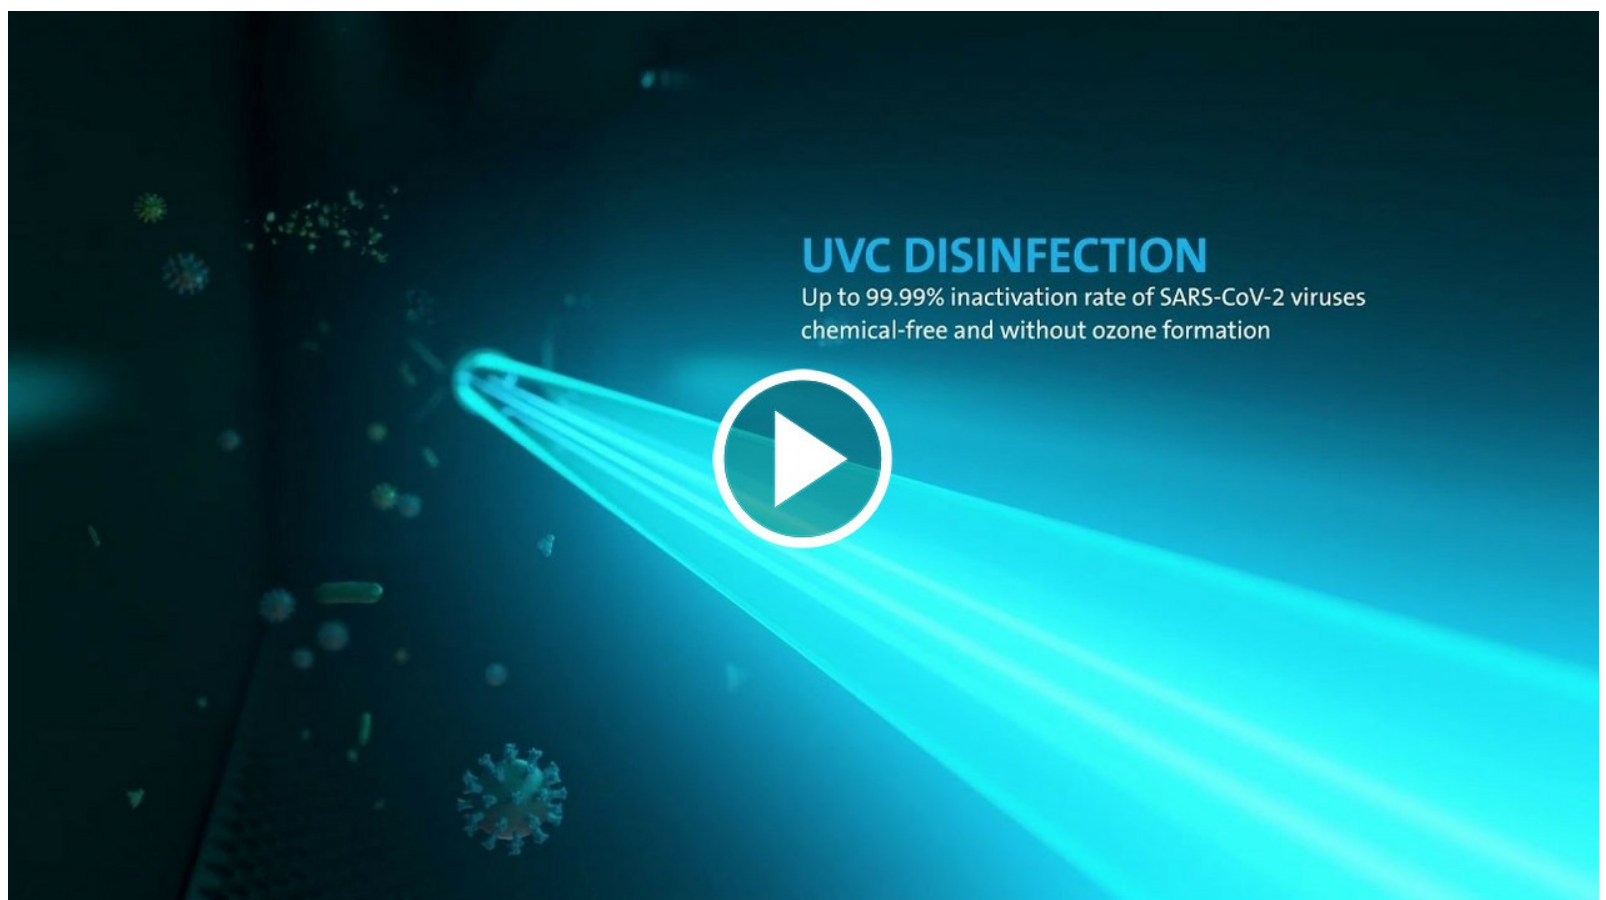 UVC DISINFECTION
Up to 99.99% inactivation rate of SARS-CoV-2 viruses
chemical-free and without ozone formation